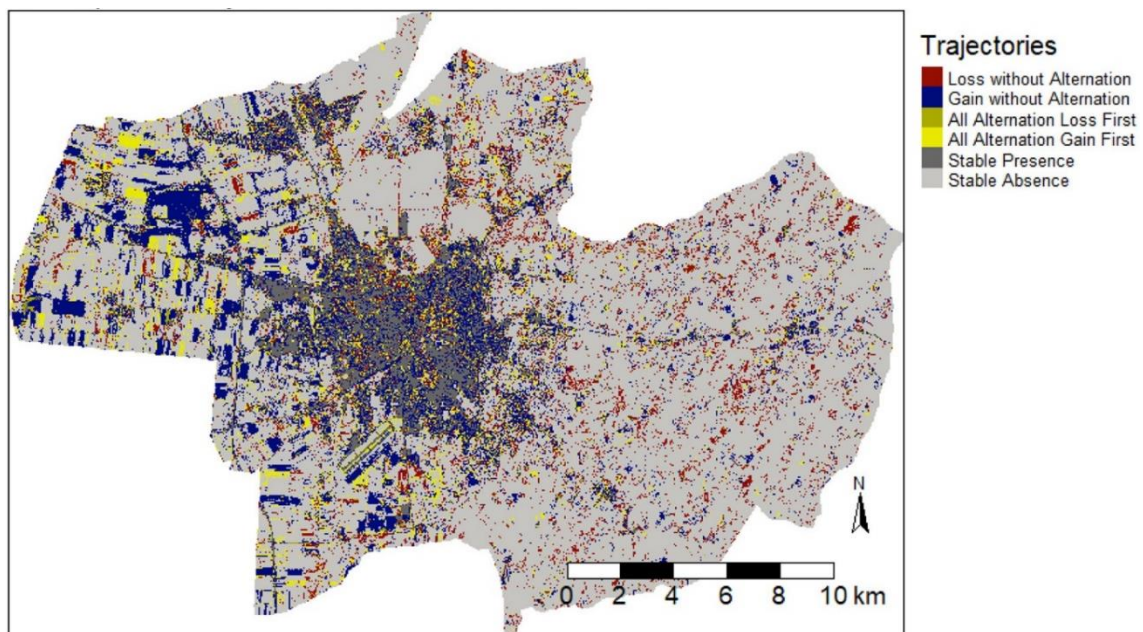 Trajectories
Loss without Alternation
Gain without Alternation
All Alternation Loss First
All Alternation Gain First
Stable Presence
Stable Absence
N
0 2 4 6 8 10 km